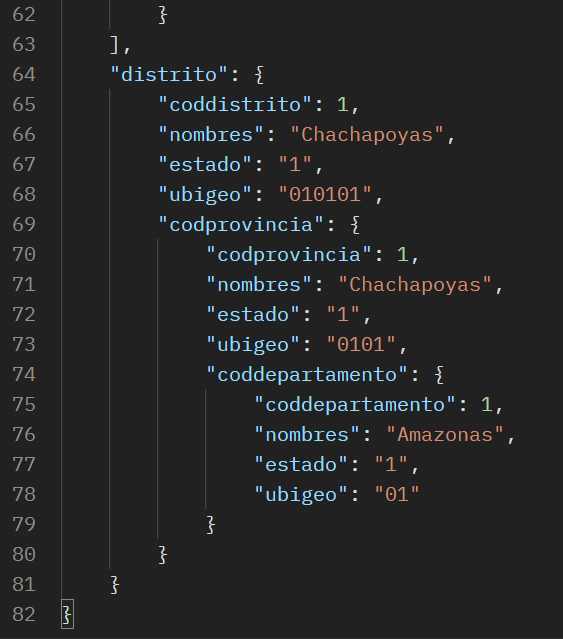 62 }
63 ],
64 "distrito": {
65 "coddistrito": 1,
66 "nombres": "Chachapoyas",
67 "estado": "1",
68 "ubigeo": "010101",
69 "codprovincia": {
70 "codprovincia": 1,
71 "nombres": "Chachapoyas",
72 "estado": "1",
73 "ubigeo": "0101",
74 "coddepartamento": {
75 "coddepartamento": 1,
76 "nombres": "Amazonas",
77 "estado": "1",
78 "ubigeo": "01"
79 }
80 }
81 }
82 }